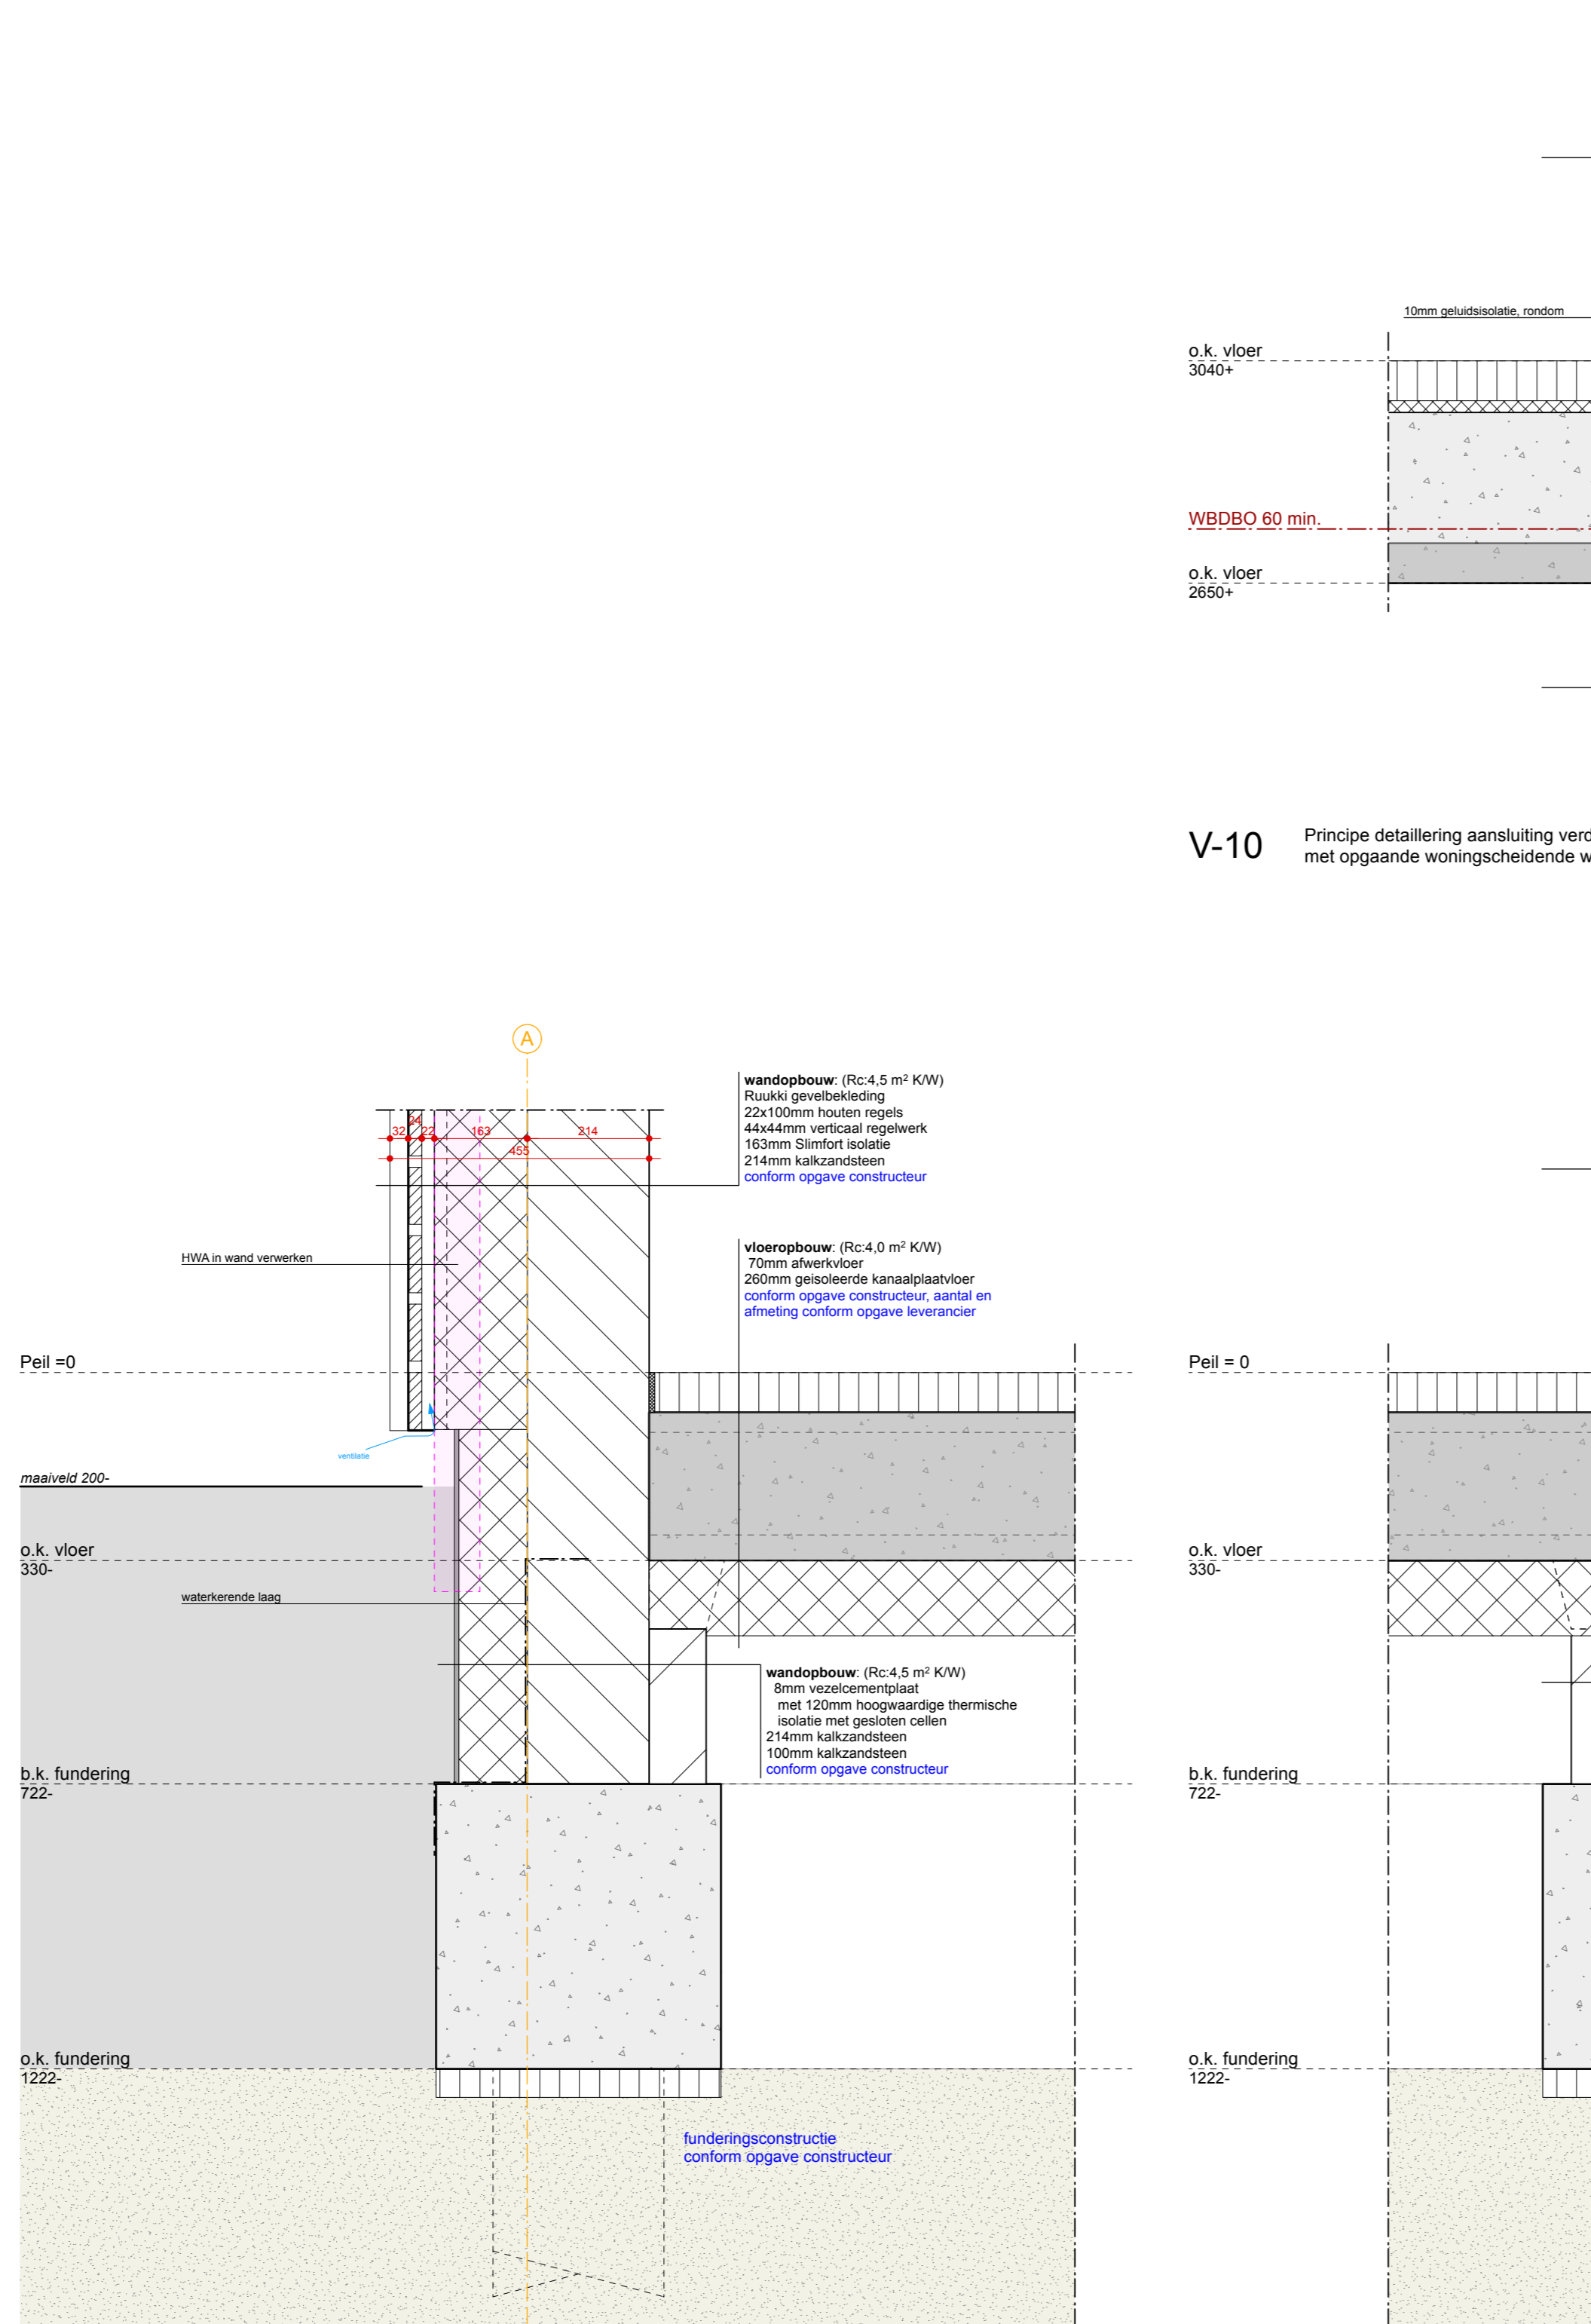 10mm geluidsisolatie, rondom
o.k. vloer
3040+
WBDBO 60 min.
o.k. vloer
2650+
V-10
Principe detaillering aansluiting
met opgaande woningscheidende
A
wandopbouw: (Rc:4,5 m² K/W)
Ruukki gevelbekleding
22x100mm houten regels
44x44mm verticaal regelwerk
163mm Slimfort isolatie
214mm kalkzandsteen
conform opgave constructeur
32
24
22
163
214
455
HWA in wand verwerken
vloeropbouw: (Rc:4,0 m² K/W)
70mm afwerkvloer
260mm geisoleerde kanaalplaatvloer
conform opgave constructeur, aantal en
afmeting conform opgave leverancier
Peil =0
Peil = 0
ventilatie
maaiveld 200-
o.k. vloer
330-
o.k. vloer
330-
waterkerende laag
wandopbouw: (Rc:4,5 m² K/W)
8mm vezelcementplaat
met 120mm hoogwaardige thermische
isolatie met gesloten cellen
214mm kalkzandsteen
100mm kalkzandsteen
conform opgave constructeur
b.k. fundering
722-
b.k. fundering
722-
o.k. fundering
1222-
o.k. fundering
1222-
funderingsconstructie
conform opgave constructeur